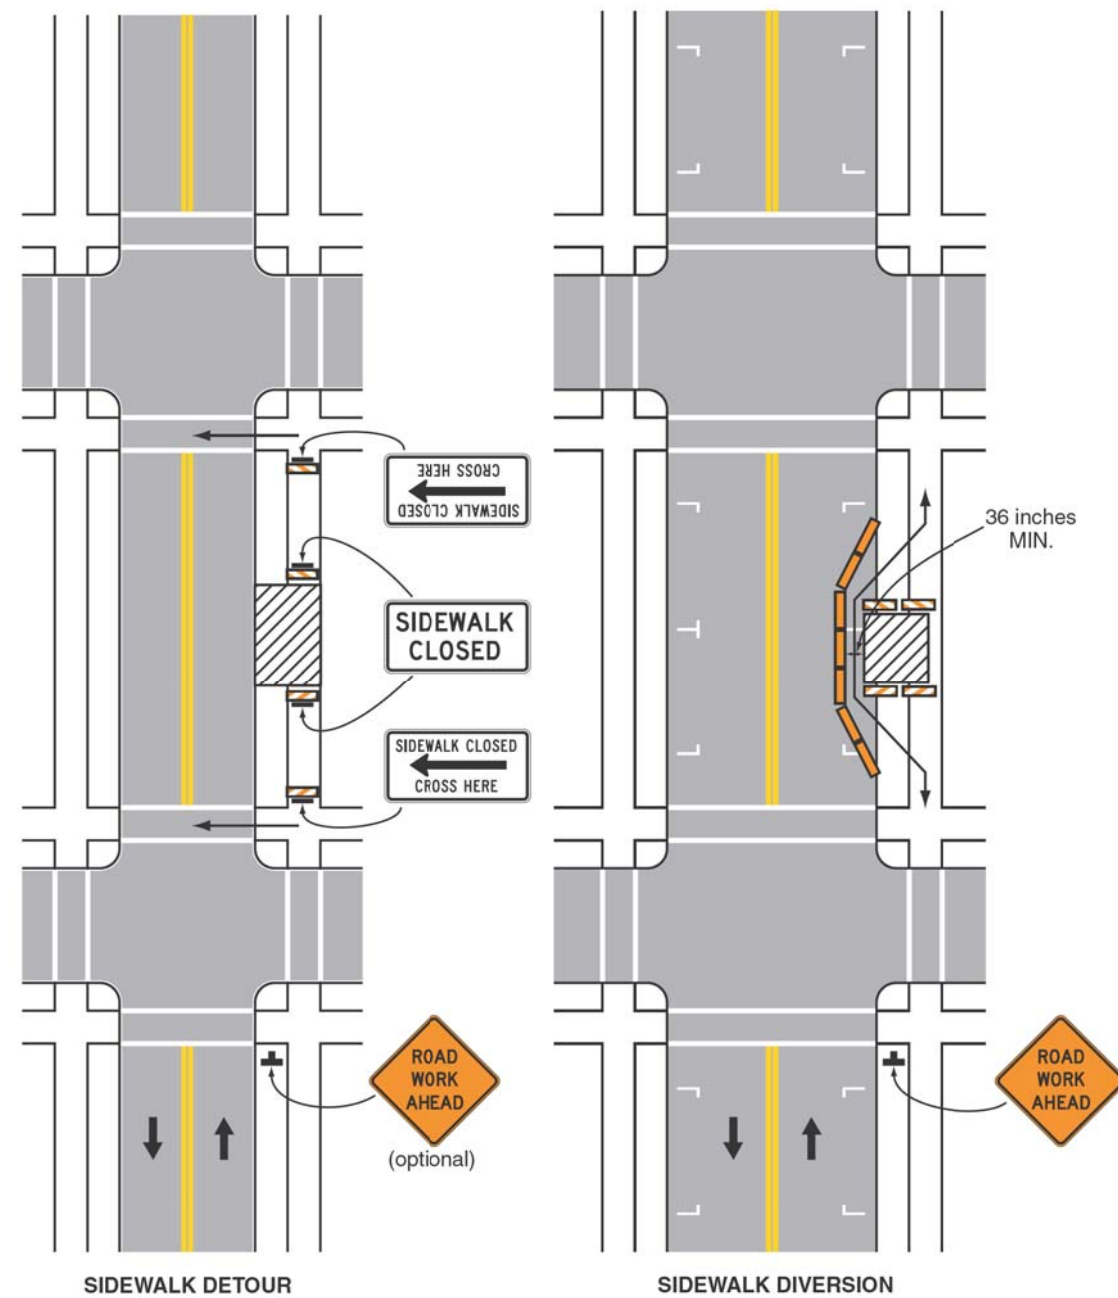 CROSS HERE
SIDEWALK CLOSED
36 inches
MIN.
SIDEWALK
CLOSED
SIDEWALK CLOSED
CROSS HERE
ROAD
WORK
AHEAD
(optional)
ROAD
WORK
AHEAD
SIDEWALK DETOUR
SIDEWALK DIVERSION